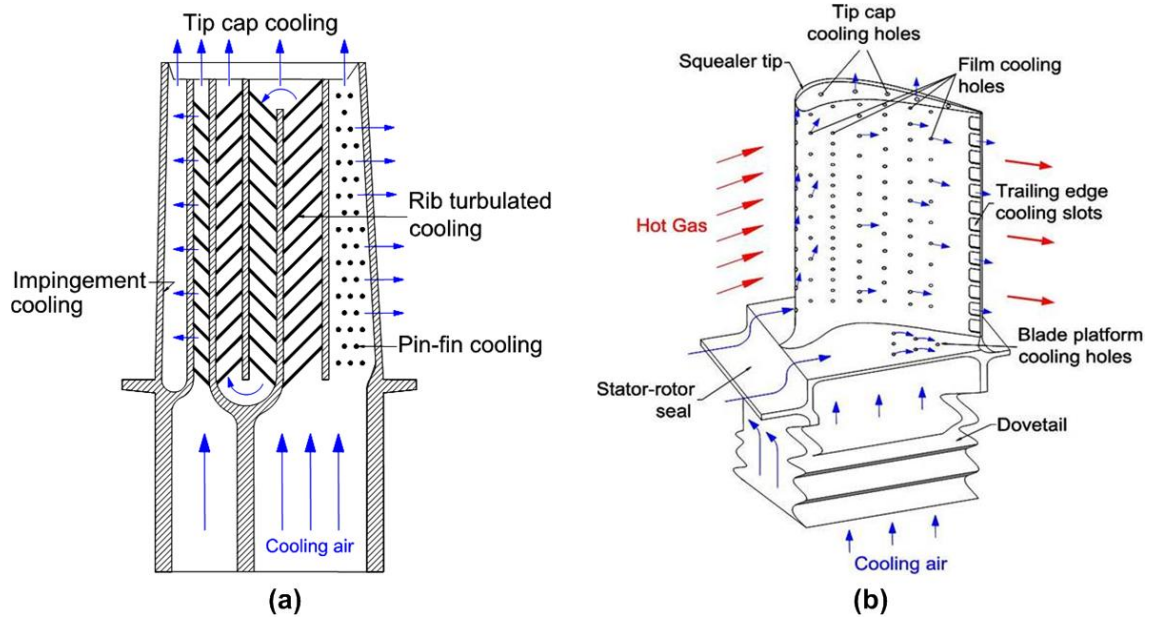 Tip cap cooling
Impingement
cooling
Rib turbulated
cooling
Pin-fin cooling
Cooling air
(a)
Tip cap
cooling holes
Squealer tip
Film cooling
holes
Hot Gas
Trailing edge
cooling slots
Blade platform
cooling holes
Stator-rotor
seal
Dovetail
Cooling air
(b)